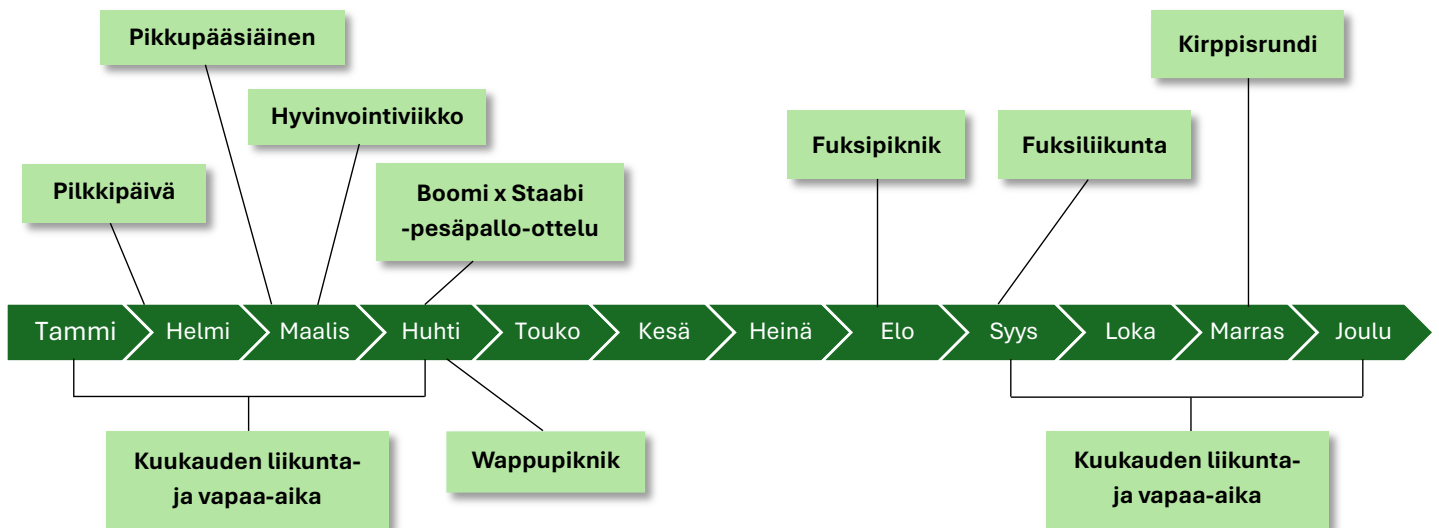 Pikkupääsiäinen
Kirppisrundi
Hyvinvointiviikko
Fuksipiknik
Fuksiliikunta
Pilkkipäivä
Boomi x Staabi
-pesäpallo-ottelu
Tammi
Helmi
Maalis
Huhti
Touko
Kesä
Heinä
Elo
Syys
Loka
Marras
Joulu
Kuukauden liikunta-
ja vapaa-aika
Wappupiknik
Kuukauden liikunta-
ja vapaa-aika